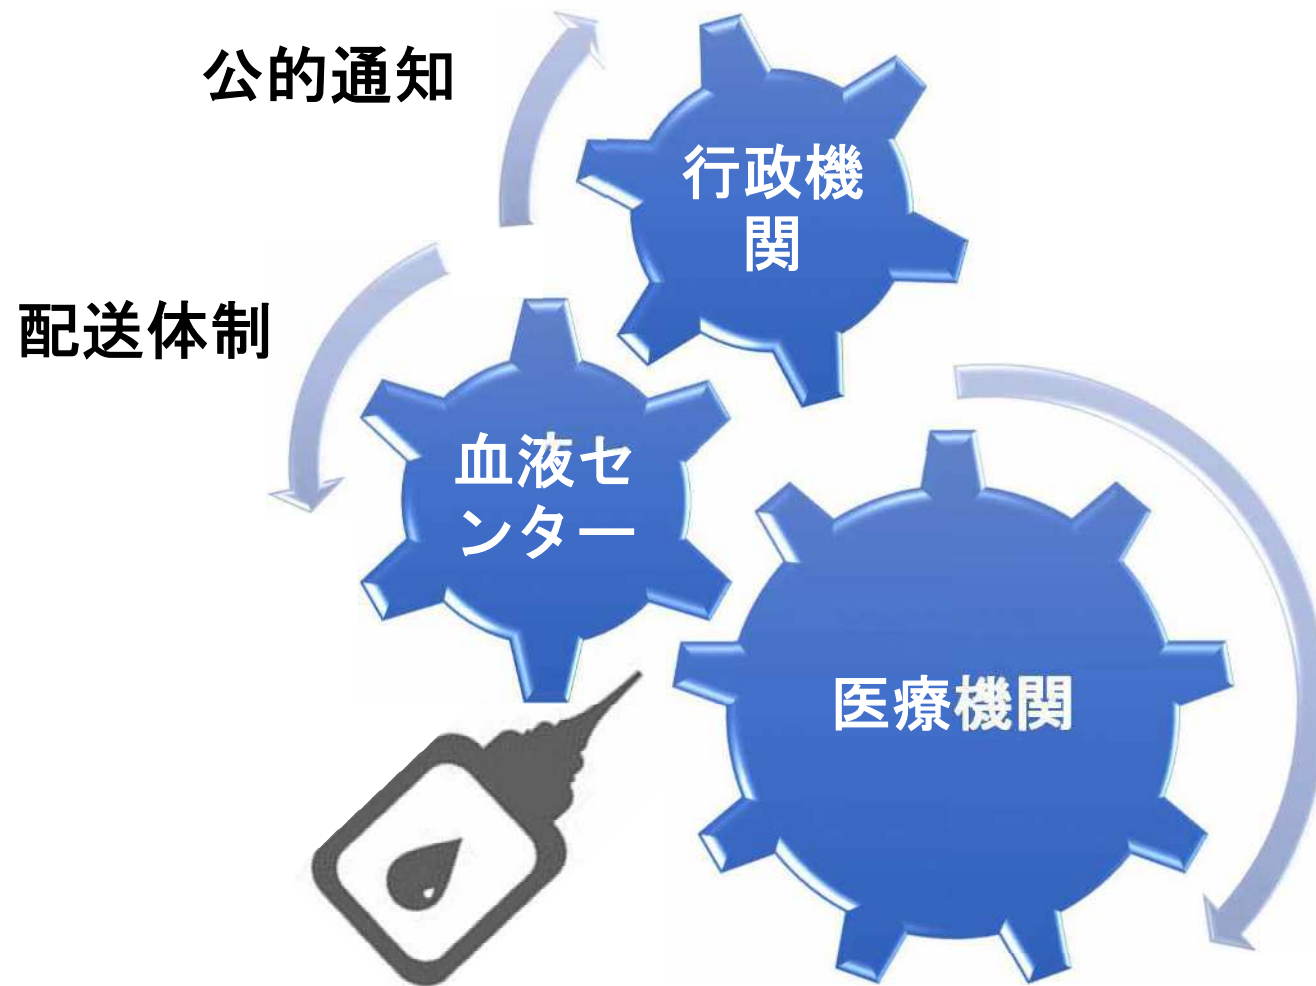 公的通知
行政機
関
配送体制
血液セ
ンター
医療機関